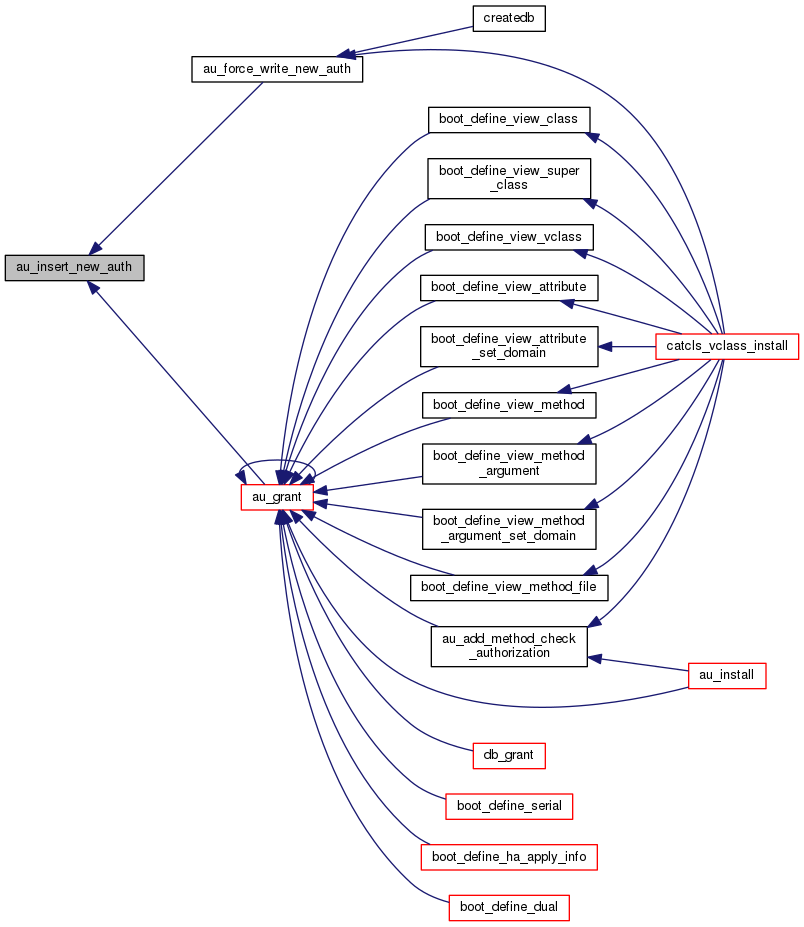 createdb
au_force_write_new_auth
boot_define_view_class
boot_define_view_super
_class
boot_define_view_vclass
au_insert_new_auth
boot_define_view_attribute
boot_define_view_attribute
_set_domain
catcls_vclass_install
boot_define_view_method
boot_define_view_method
_argument
au_grant
boot_define_view_method
_argument_set_domain
boot_define_view_method_file
au_add_method_check
_authorization
au_install
db_grant
boot_define_serial
boot_define_ha_apply_info
boot_define_dual